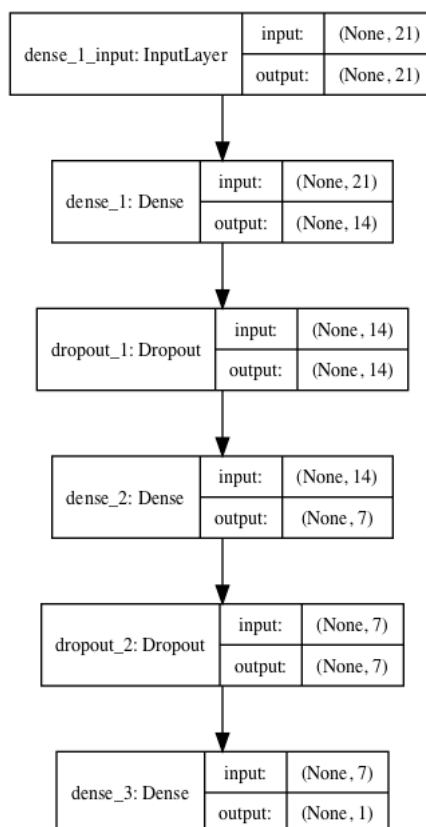 dense_1_input: InputLayer
input: (None, 21)
output: (None, 21)
dense_1: Dense
input: (None, 21)
output: (None, 14)
dropout_1: Dropout
input: (None, 14)
output: (None, 14)
dense_2: Dense
input: (None, 14)
output: (None, 7)
dropout_2: Dropout
input: (None, 7)
output: (None, 7)
dense_3: Dense
input: (None, 7)
output: (None, 1)